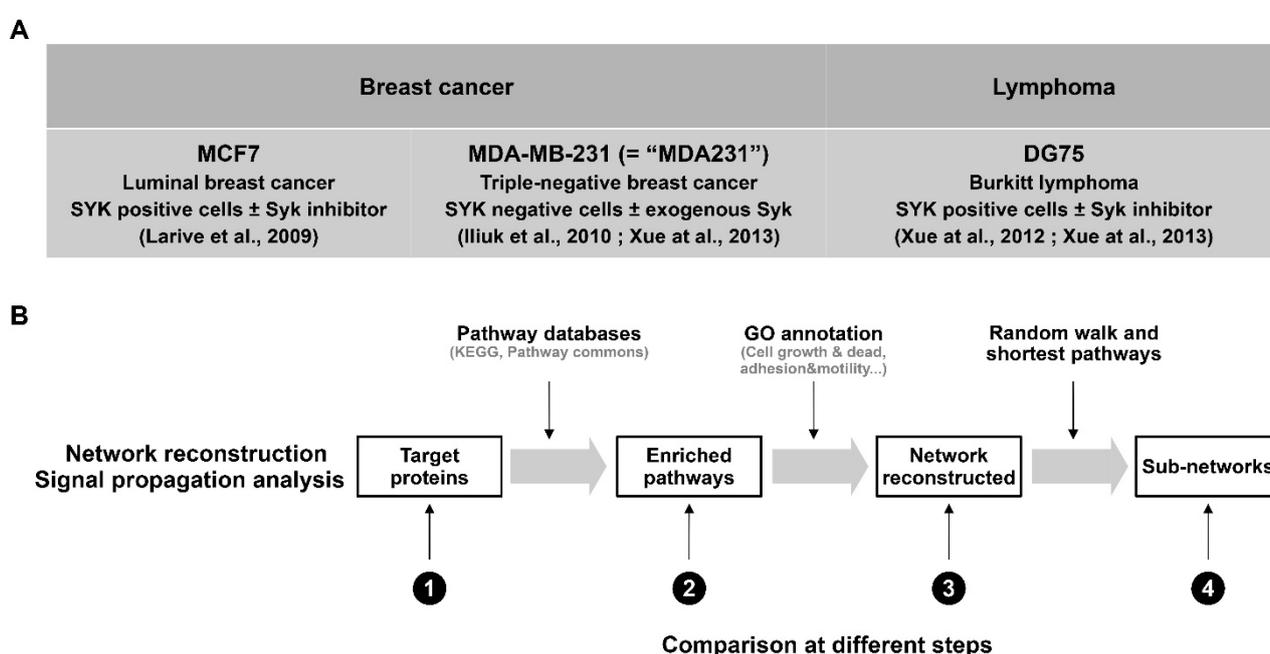 A
Breast cancer
Lymphoma
MCF7
Luminal breast cancer
SYK positive cells ± Syk inhibitor
(Larive et al., 2009)
MDA-MB-231 (= “MDA231”)
Triple-negative breast cancer
SYK negative cells ± exogenous Syk
(Iliuk et al., 2010 ; Xue at al., 2013)
DG75
Burkitt lymphoma
SYK positive cells ± Syk inhibitor
(Xue at al., 2012 ; Xue at al., 2013)
B
Pathway databases
(KEGG, Pathway commons)
GO annotation
(Cell growth & dead,
adhesion&motility...)
Random walk and
shortest pathways
Network reconstruction
Signal propagation analysis
Target
proteins
Enriched
pathways
Network
reconstructed
Sub-networks
1
2
3
4
Comparison at different steps